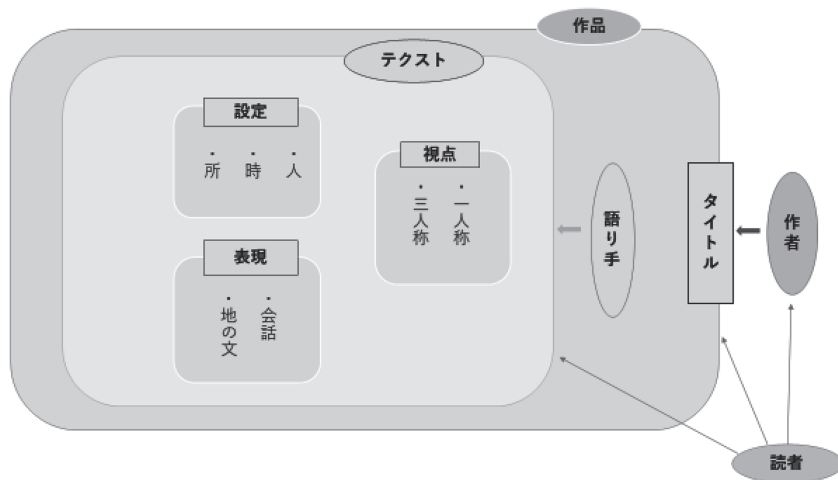 作品
テクスト
設定
・人
・時
・所
視点
・一人称
・三人称
表現
・会話
・地の文
語り手
タイトル
作者
読者